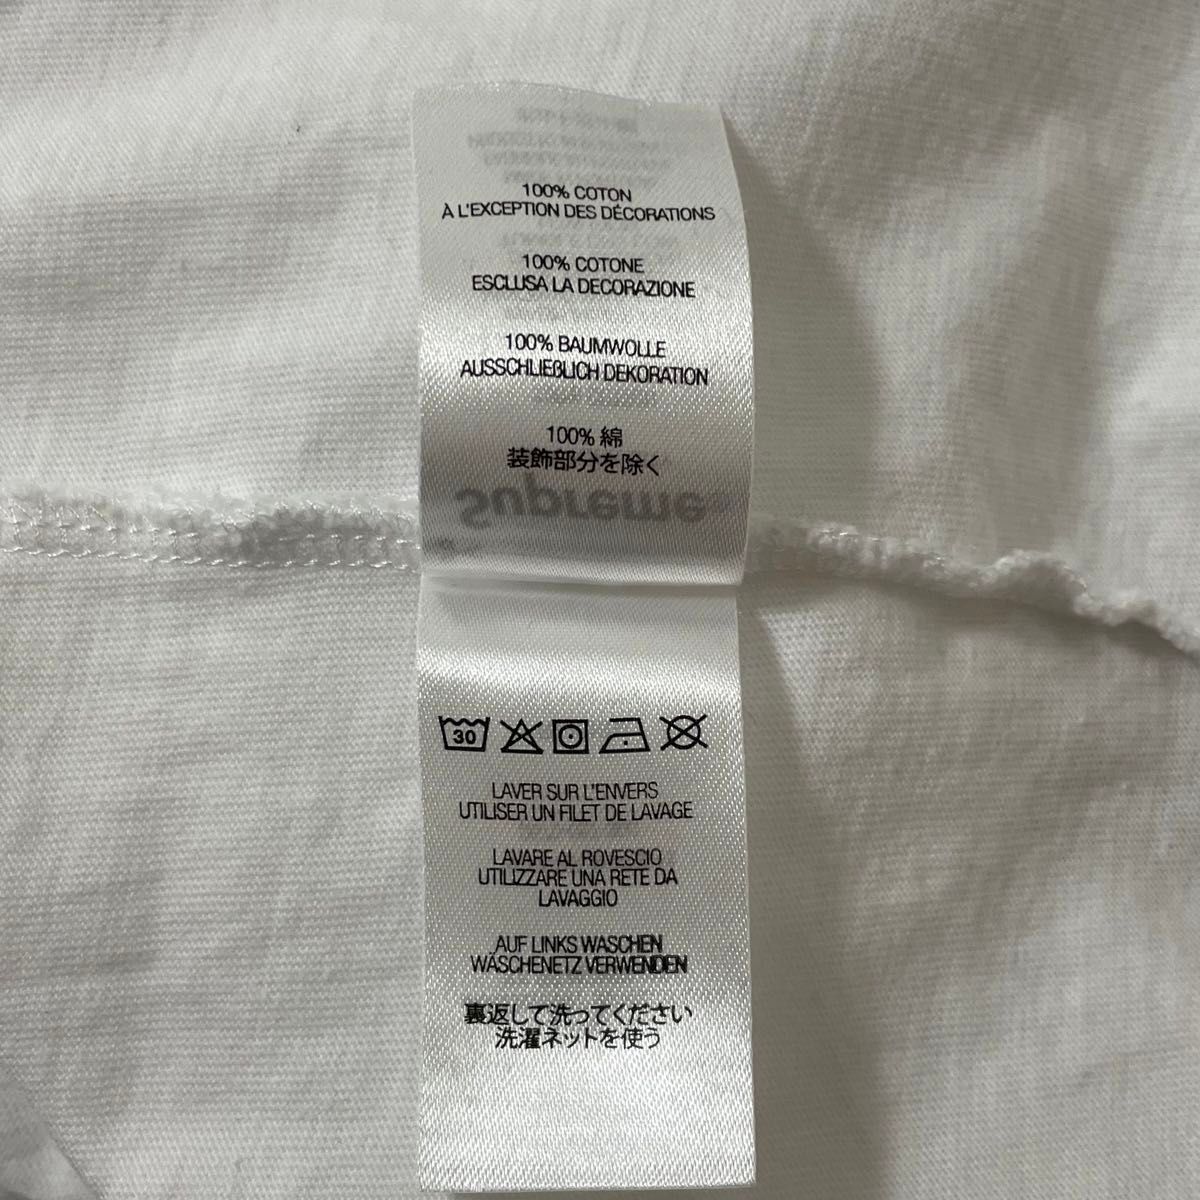 100% COTON
À L'EXCEPTION DES DÉCORATIONS
100% COTONE
ESCLUSA LA DECORAZIONE
100% BAUMWOLLE
AUSSCHLIEßLICH DEKORATION
100% 綿
装飾部分を除く
Supreme
30
LAVER SUR L'ENVERS
UTILISER UN FILET DE LAVAGE
LAVARE AL ROVESCIO
UTILIZZARE UNA RETE DA
LAVAGGIO
AUF LINKS WASCHEN
WÄSCHENETZ VERWENDEN
裏返して洗ってください
洗濯ネットを使う